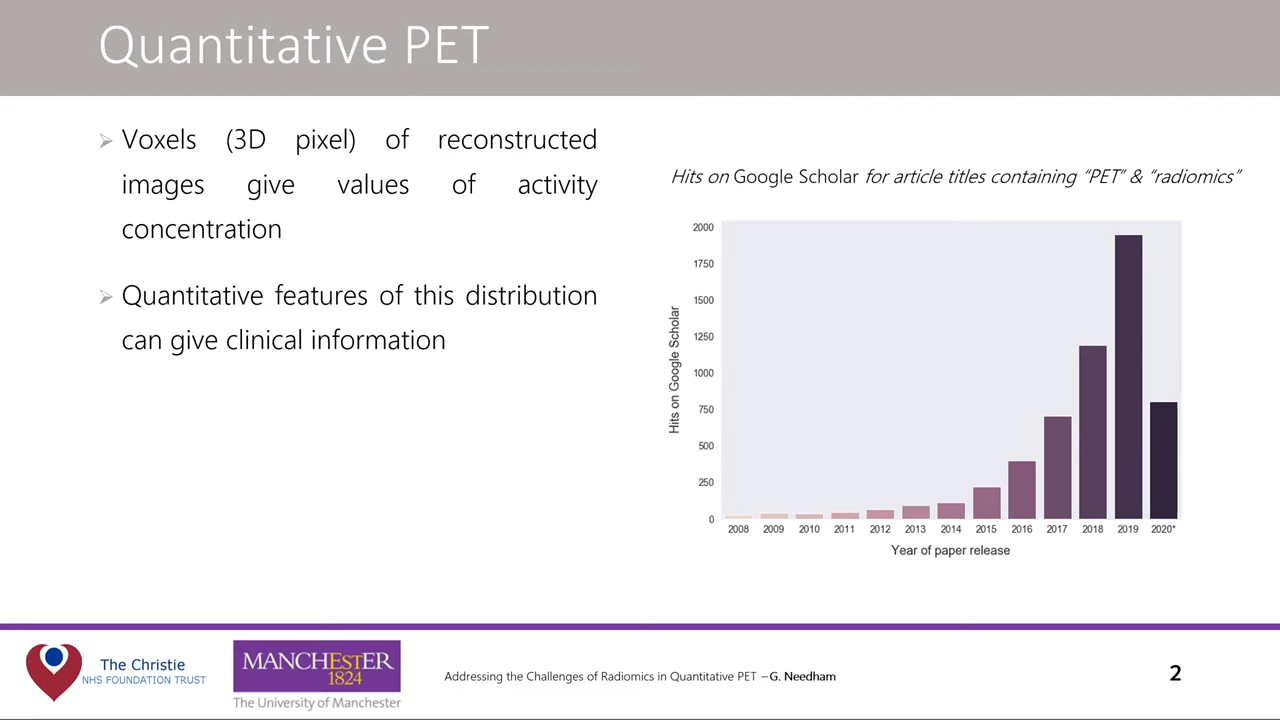 Quantitative PET
Voxels (3D pixel) of reconstructed
images give values of activity
concentration
Quantitative features of this distribution
can give clinical information
Hits on Google Scholar for article titles containing “PET” & “radiomics”
Hits on Google Scholar
2000
1750
1500
1250
1000
750
500
250
0
2008 2009 2010 2011 2012 2013 2014 2015 2016 2017 2018 2019 2020*
Year of paper release
The Christie
NHS FOUNDATION TRUST
MANCHESTER
1824
The University of Manchester
Addressing the Challenges of Radiomics in Quantitative PET – G. Needham
2